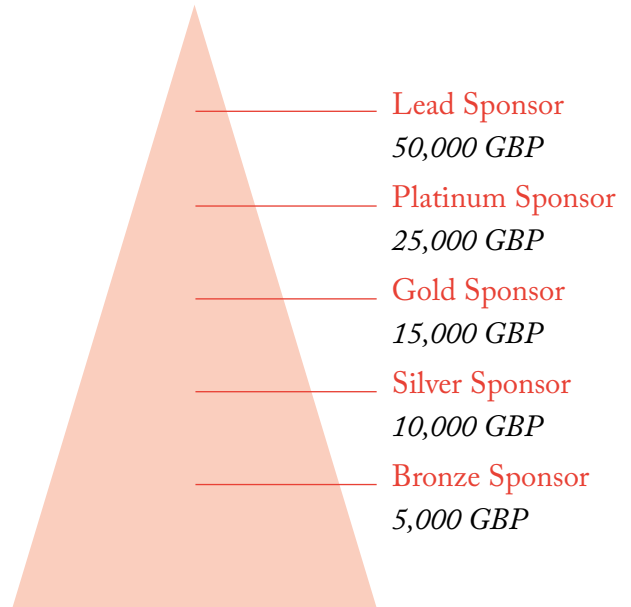 Lead Sponsor
50,000 GBP
Platinum Sponsor
25,000 GBP
Gold Sponsor
15,000 GBP
Silver Sponsor
10,000 GBP
Bronze Sponsor
5,000 GBP